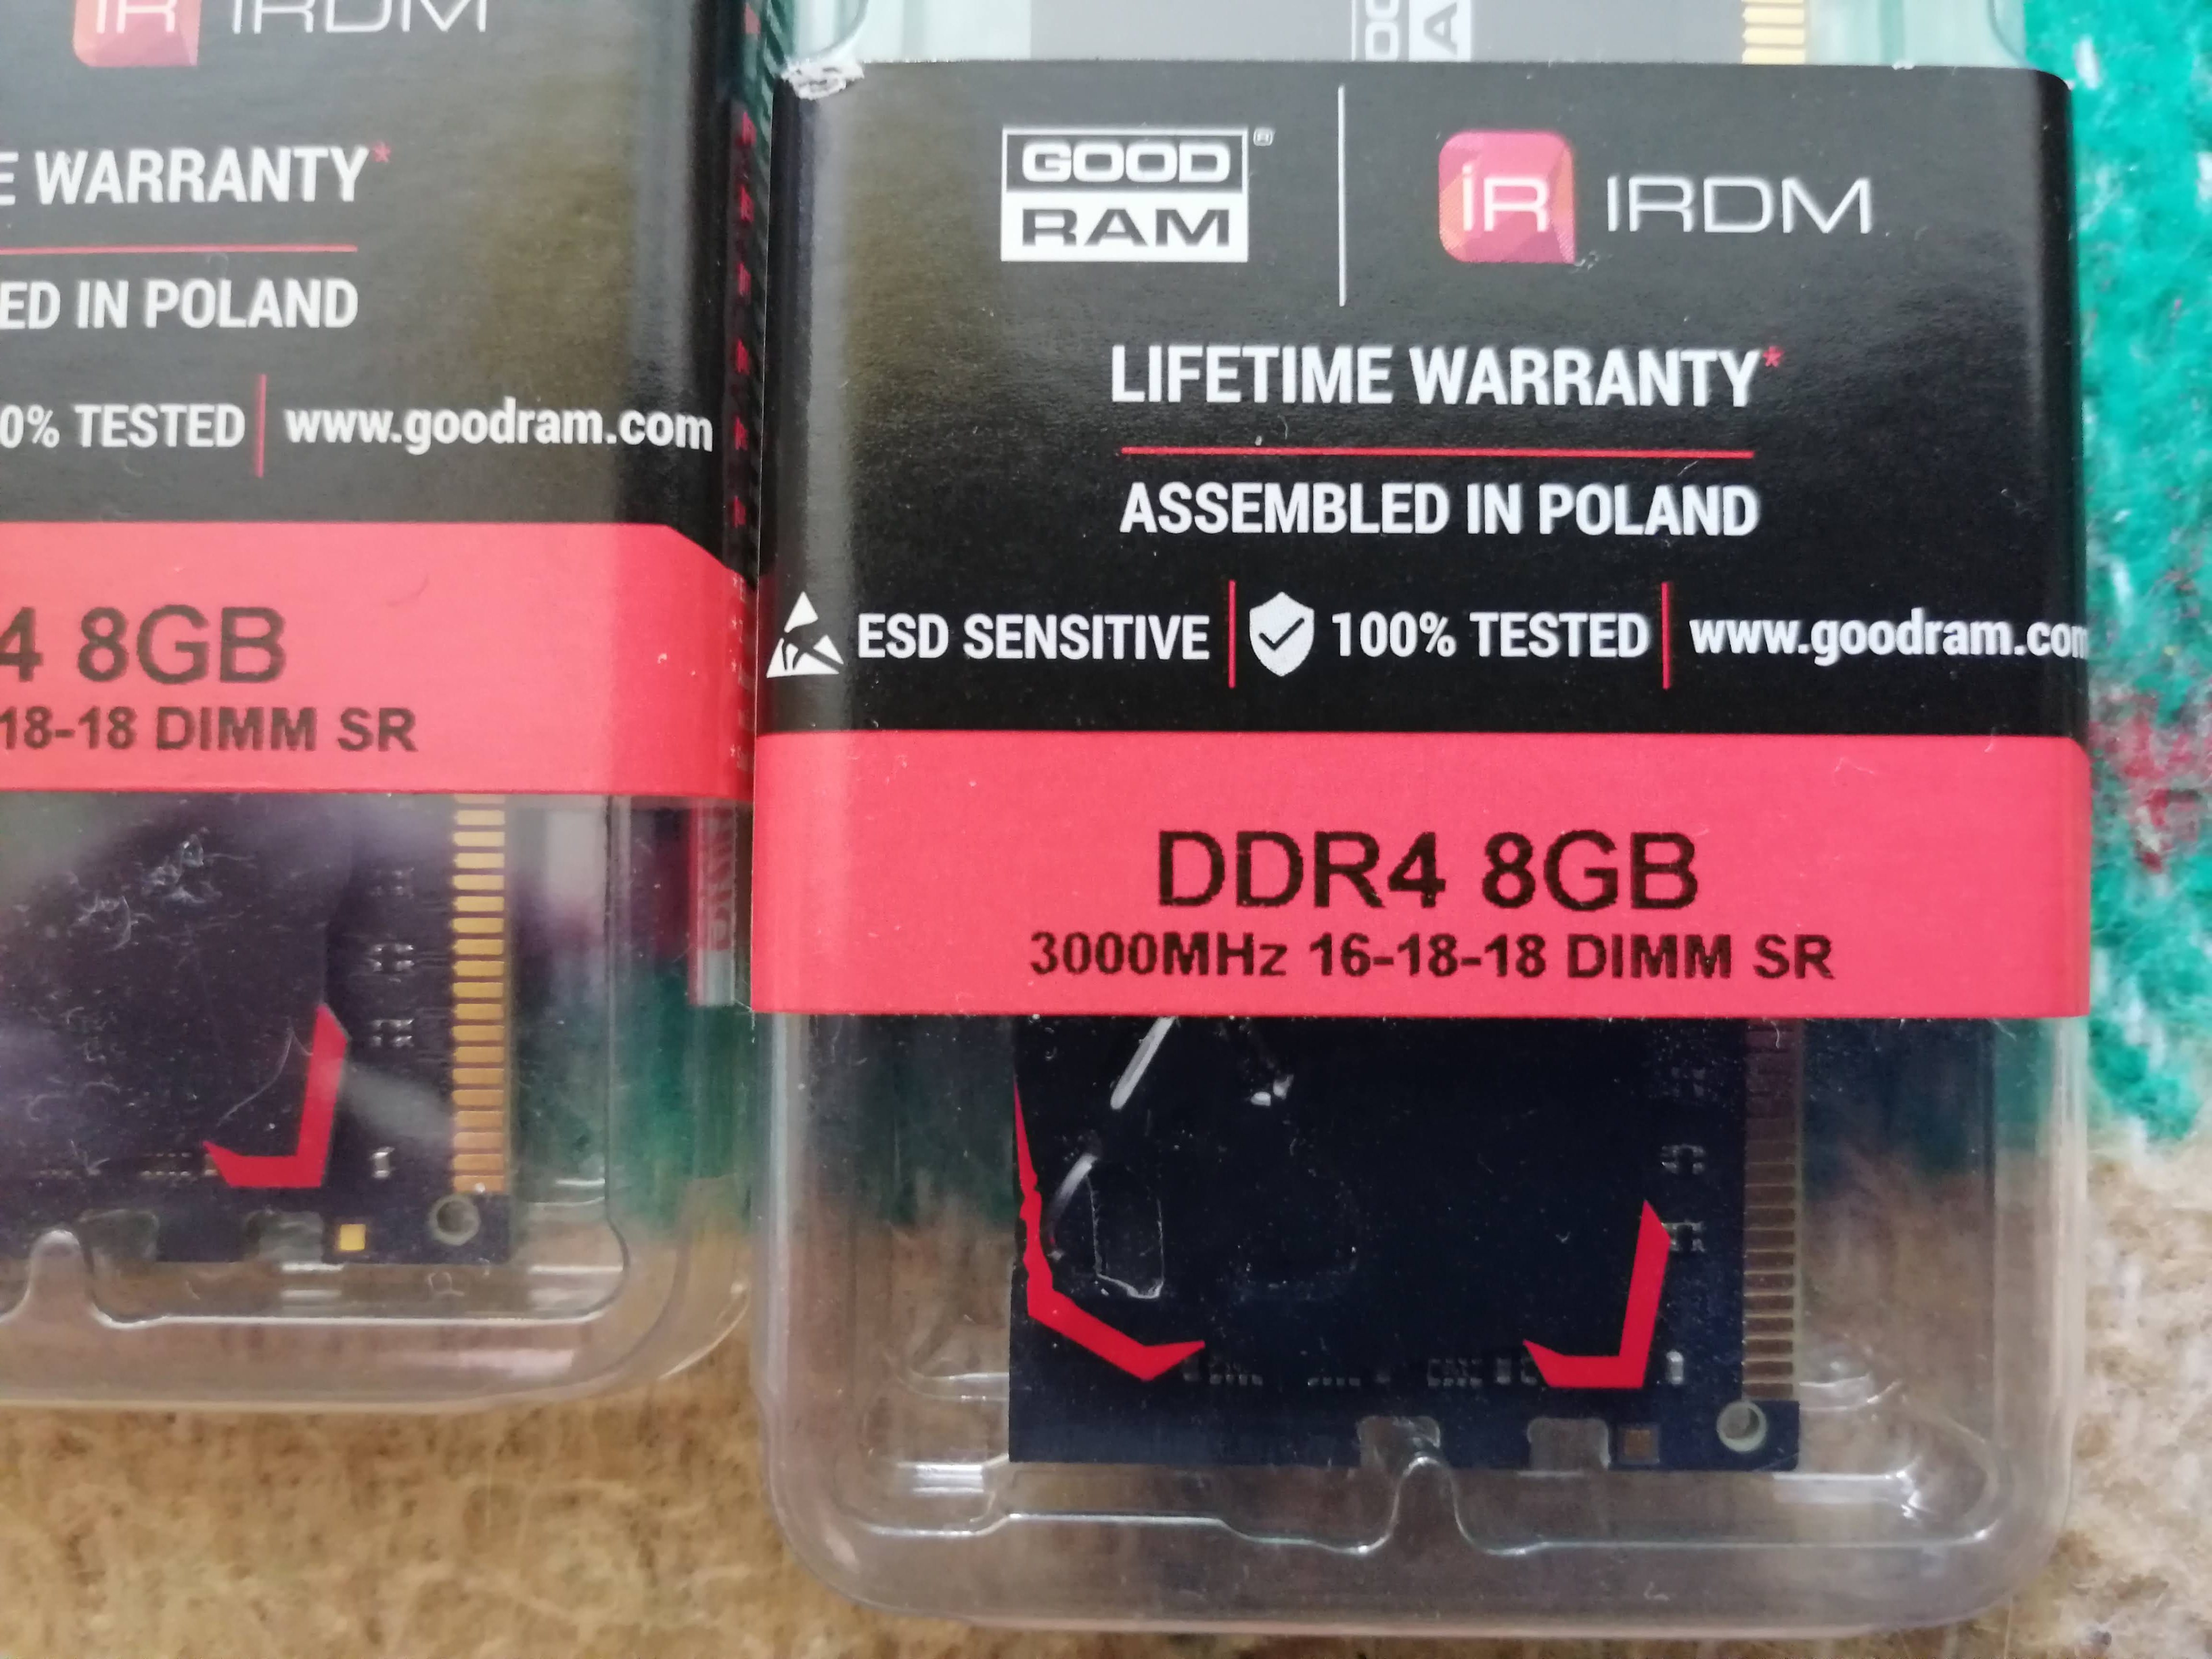 IRDM
E WARRANTY*
ED IN POLAND
0% TESTED | www.goodram.com
4 8GB
18-18 DIMM SR
GOOD RAM ® | iR IRDM
LIFETIME WARRANTY*
ASSEMBLED IN POLAND
ESD SENSITIVE | 100% TESTED | www.goodram.com
DDR4 8GB
3000MHz 16-18-18 DIMM SR